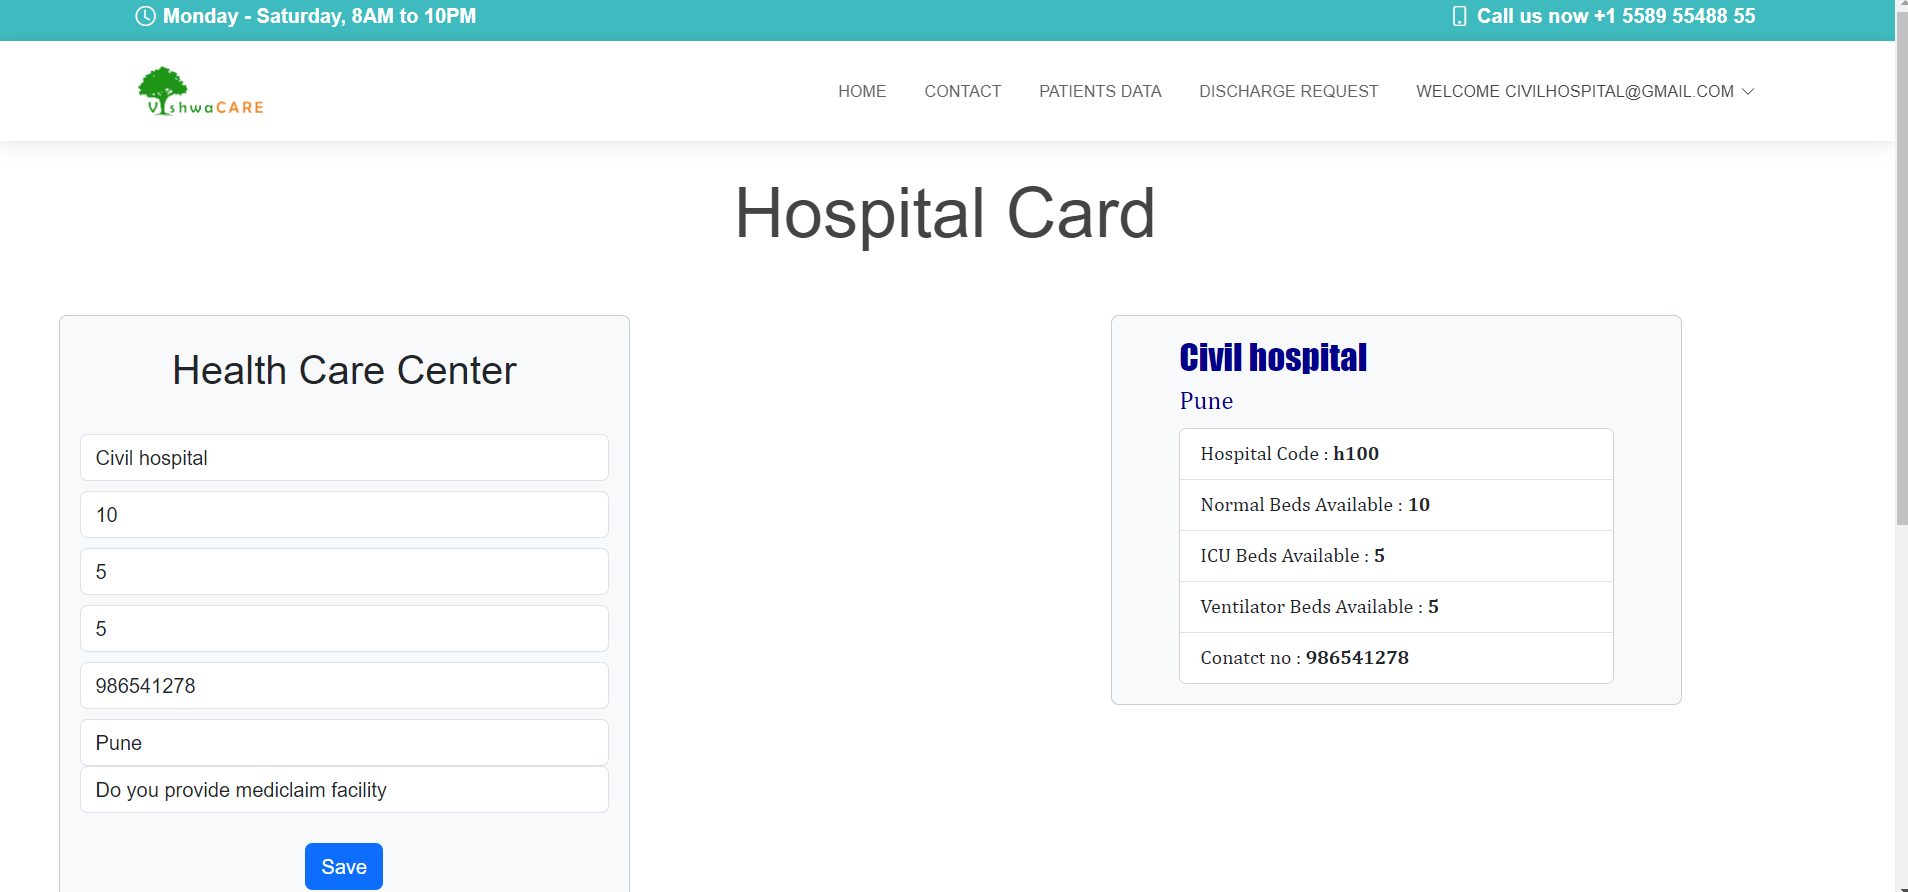 Monday - Saturday, 8AM to 10PM
Call us now +1 5589 55488 55
VishwaCARE
HOME
CONTACT
PATIENTS DATA
DISCHARGE REQUEST
WELCOME CIVILHOSPITAL@GMAIL.COM
Hospital Card
Health Care Center
Civil hospital
10
5
5
986541278
Pune
Do you provide mediclaim facility
Save
Civil hospital
Pune
Hospital Code : h100
Normal Beds Available : 10
ICU Beds Available : 5
Ventilator Beds Available : 5
Conatct no : 986541278